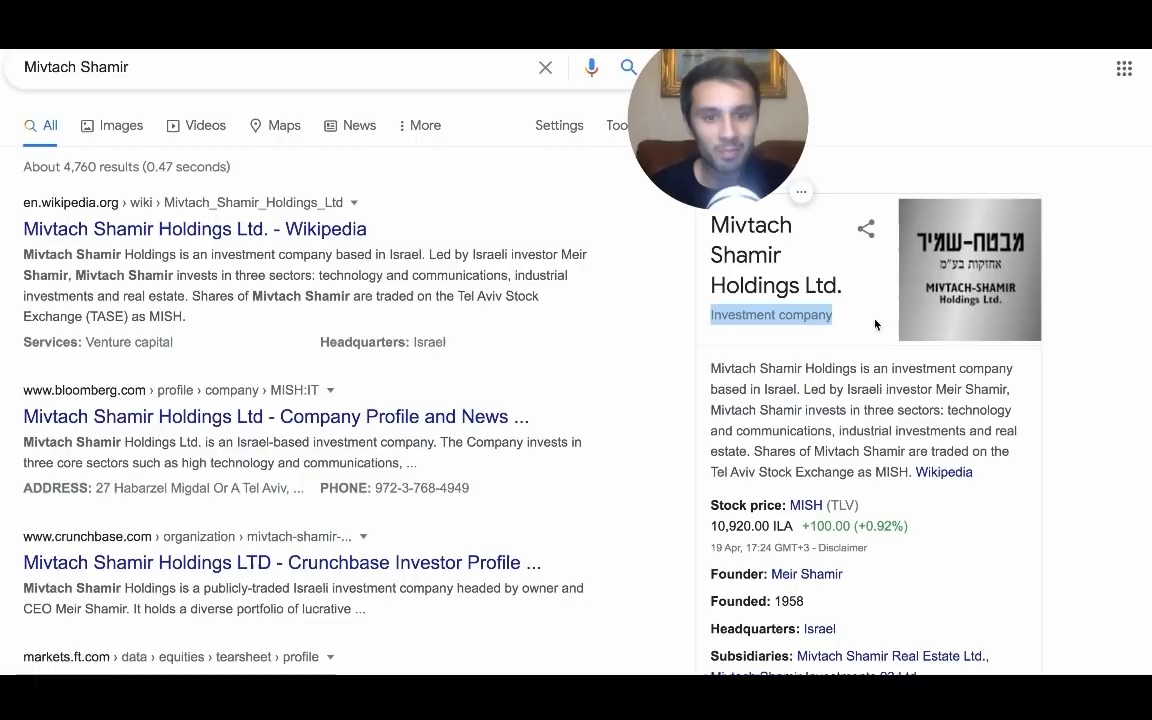 Mivtach Shamir
All
Images
Videos
Maps
News
More
Settings
About 4,760 results (0.47 seconds)
en.wikipedia.org › wiki › Mivtach_Shamir_Holdings_Ltd
Mivtach Shamir Holdings Ltd. - Wikipedia
Mivtach Shamir Holdings is an investment company based in Israel. Led by Israeli investor Meir
Shamir, Mivtach Shamir invests in three sectors: technology and communications, industrial
investments and real estate. Shares of Mivtach Shamir are traded on the Tel Aviv Stock
Exchange (TASE) as MISH.
Services: Venture capital
Headquarters: Israel
www.bloomberg.com › profile › company › MISH:IT
Mivtach Shamir Holdings Ltd - Company Profile and News ...
Mivtach Shamir Holdings Ltd. is an Israel-based investment company. The Company invests in
three core sectors such as high technology and communications, ...
ADDRESS: 27 Habarzel Migdal Or A Tel Aviv, ...
PHONE: 972-3-768-4949
www.crunchbase.com › organization › mivtach-shamir-...
Mivtach Shamir Holdings LTD - Crunchbase Investor Profile ...
Mivtach Shamir Holdings is a publicly-traded Israeli investment company headed by owner and
CEO Meir Shamir. It holds a diverse portfolio of lucrative ...
markets.ft.com › data › equities › tearsheet › profile
Mivtach
Shamir
Holdings Ltd.
Investment company
מבטח-שמיר
אחזקות בע"מ
MIVTACH-SHAMIR
Holdings Ltd.
Mivtach Shamir Holdings is an investment company
based in Israel. Led by Israeli investor Meir Shamir,
Mivtach Shamir invests in three sectors: technology
and communications, industrial investments and real
estate. Shares of Mivtach Shamir are traded on the
Tel Aviv Stock Exchange as MISH. Wikipedia
Stock price: MISH (TLV)
10,920.00 ILA +100.00 (+0.92%)
19 Apr, 17:24 GMT+3 - Disclaimer
Founder: Meir Shamir
Founded: 1958
Headquarters: Israel
Subsidiaries: Mivtach Shamir Real Estate Ltd.,